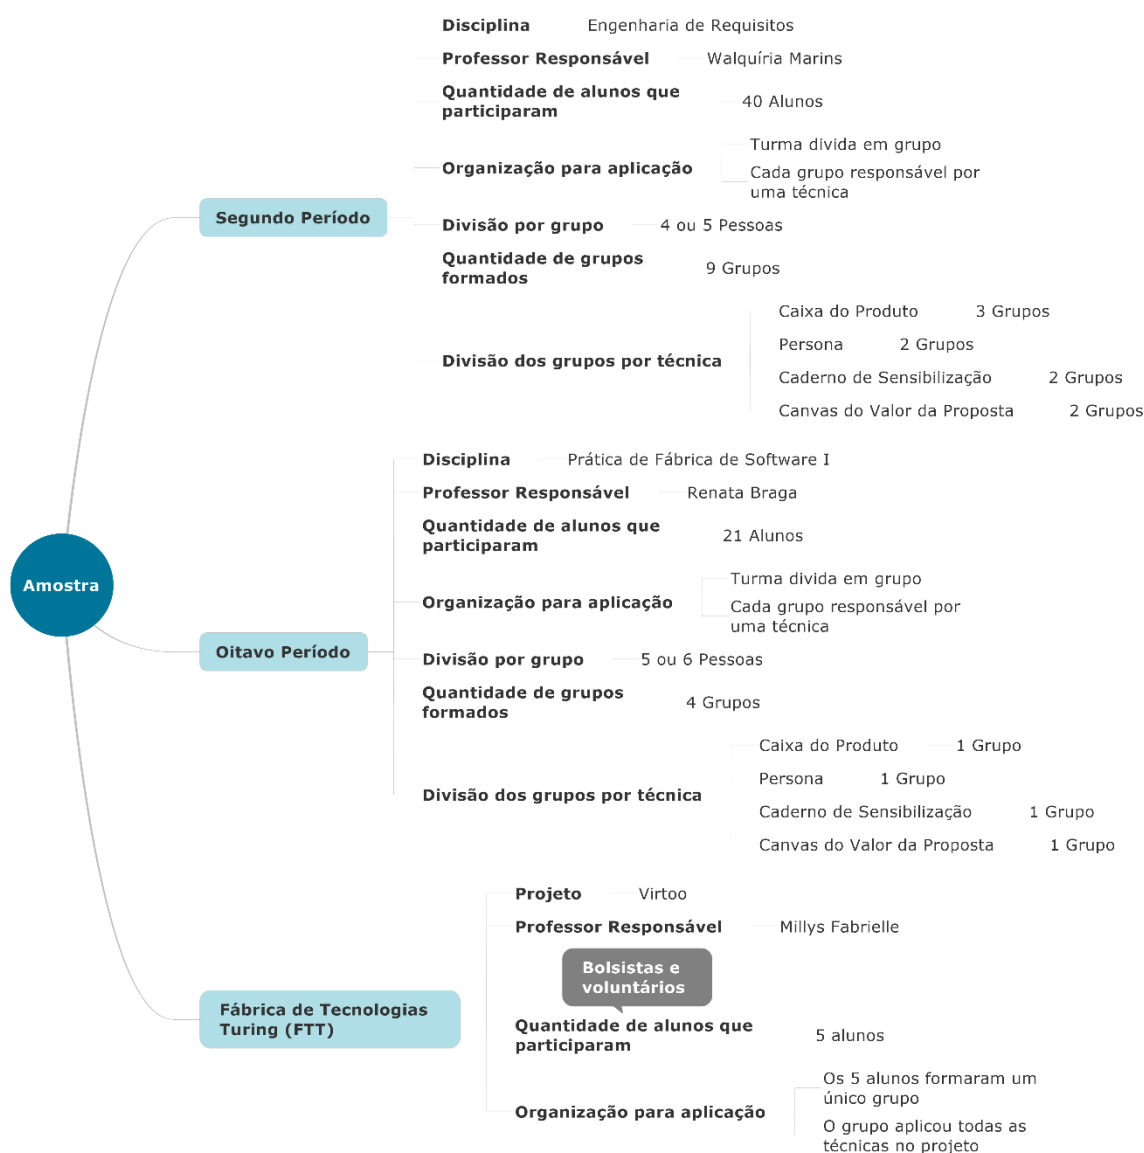 Disciplina Engenharia de Requisitos
Professor Responsável Walquíria Marins
Quantidade de alunos que
participaram
40 Alunos
Organização para aplicação
Turma divida em grupo
Cada grupo responsável por
uma técnica
Segundo Período
Divisão por grupo 4 ou 5 Pessoas
Quantidade de grupos
formados
9 Grupos
Divisão dos grupos por técnica
Caixa do Produto 3 Grupos
Persona 2 Grupos
Caderno de Sensibilização 2 Grupos
Canvas do Valor da Proposta 2 Grupos
Disciplina Prática de Fábrica de Software I
Professor Responsável Renata Braga
Quantidade de alunos que
participaram
21 Alunos
Amostra
Organização para aplicação
Turma divida em grupo
Cada grupo responsável por
uma técnica
Oitavo Período
Divisão por grupo 5 ou 6 Pessoas
Quantidade de grupos
formados
4 Grupos
Divisão dos grupos por técnica
Caixa do Produto 1 Grupo
Persona 1 Grupo
Caderno de Sensibilização 1 Grupo
Canvas do Valor da Proposta 1 Grupo
Projeto Virtoo
Professor Responsável Millys Fabrielle
Bolsistas e
voluntários
Fábrica de Tecnologias
Turing (FTT)
Quantidade de alunos que
participaram
5 alunos
Organização para aplicação
Os 5 alunos formaram um
único grupo
O grupo aplicou todas as
técnicas no projeto